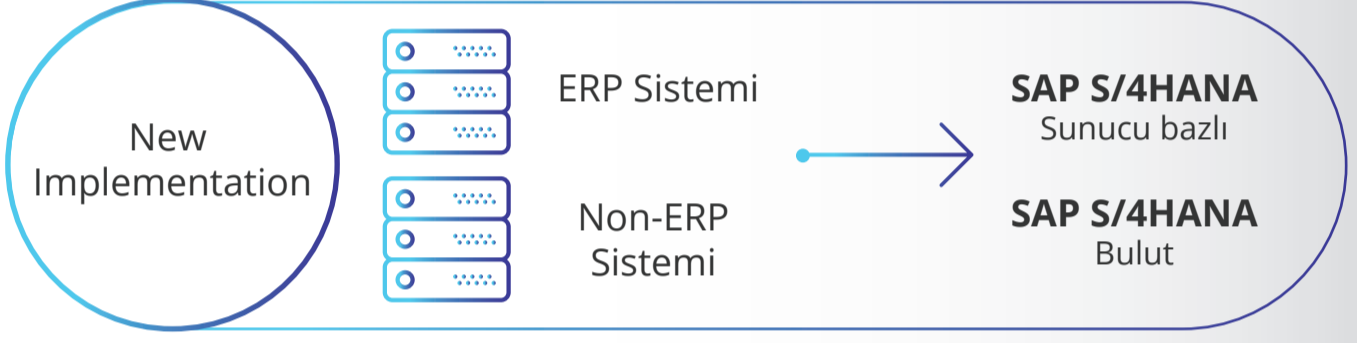 New
Implementation
ERP Sistemi
Non-ERP
Sistemi
SAP S/4HANA
Sunucu bazlı
SAP S/4HANA
Bulut